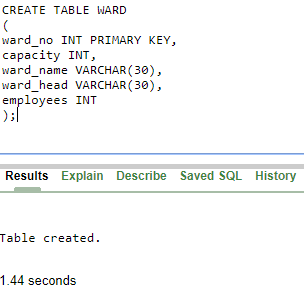 CREATE TABLE WARD
(
ward_no INT PRIMARY KEY,
capacity INT,
ward_name VARCHAR(30),
ward_head VARCHAR(30),
employees INT
);
Results Explain Describe Saved SQL History
Table created.
1.44 seconds